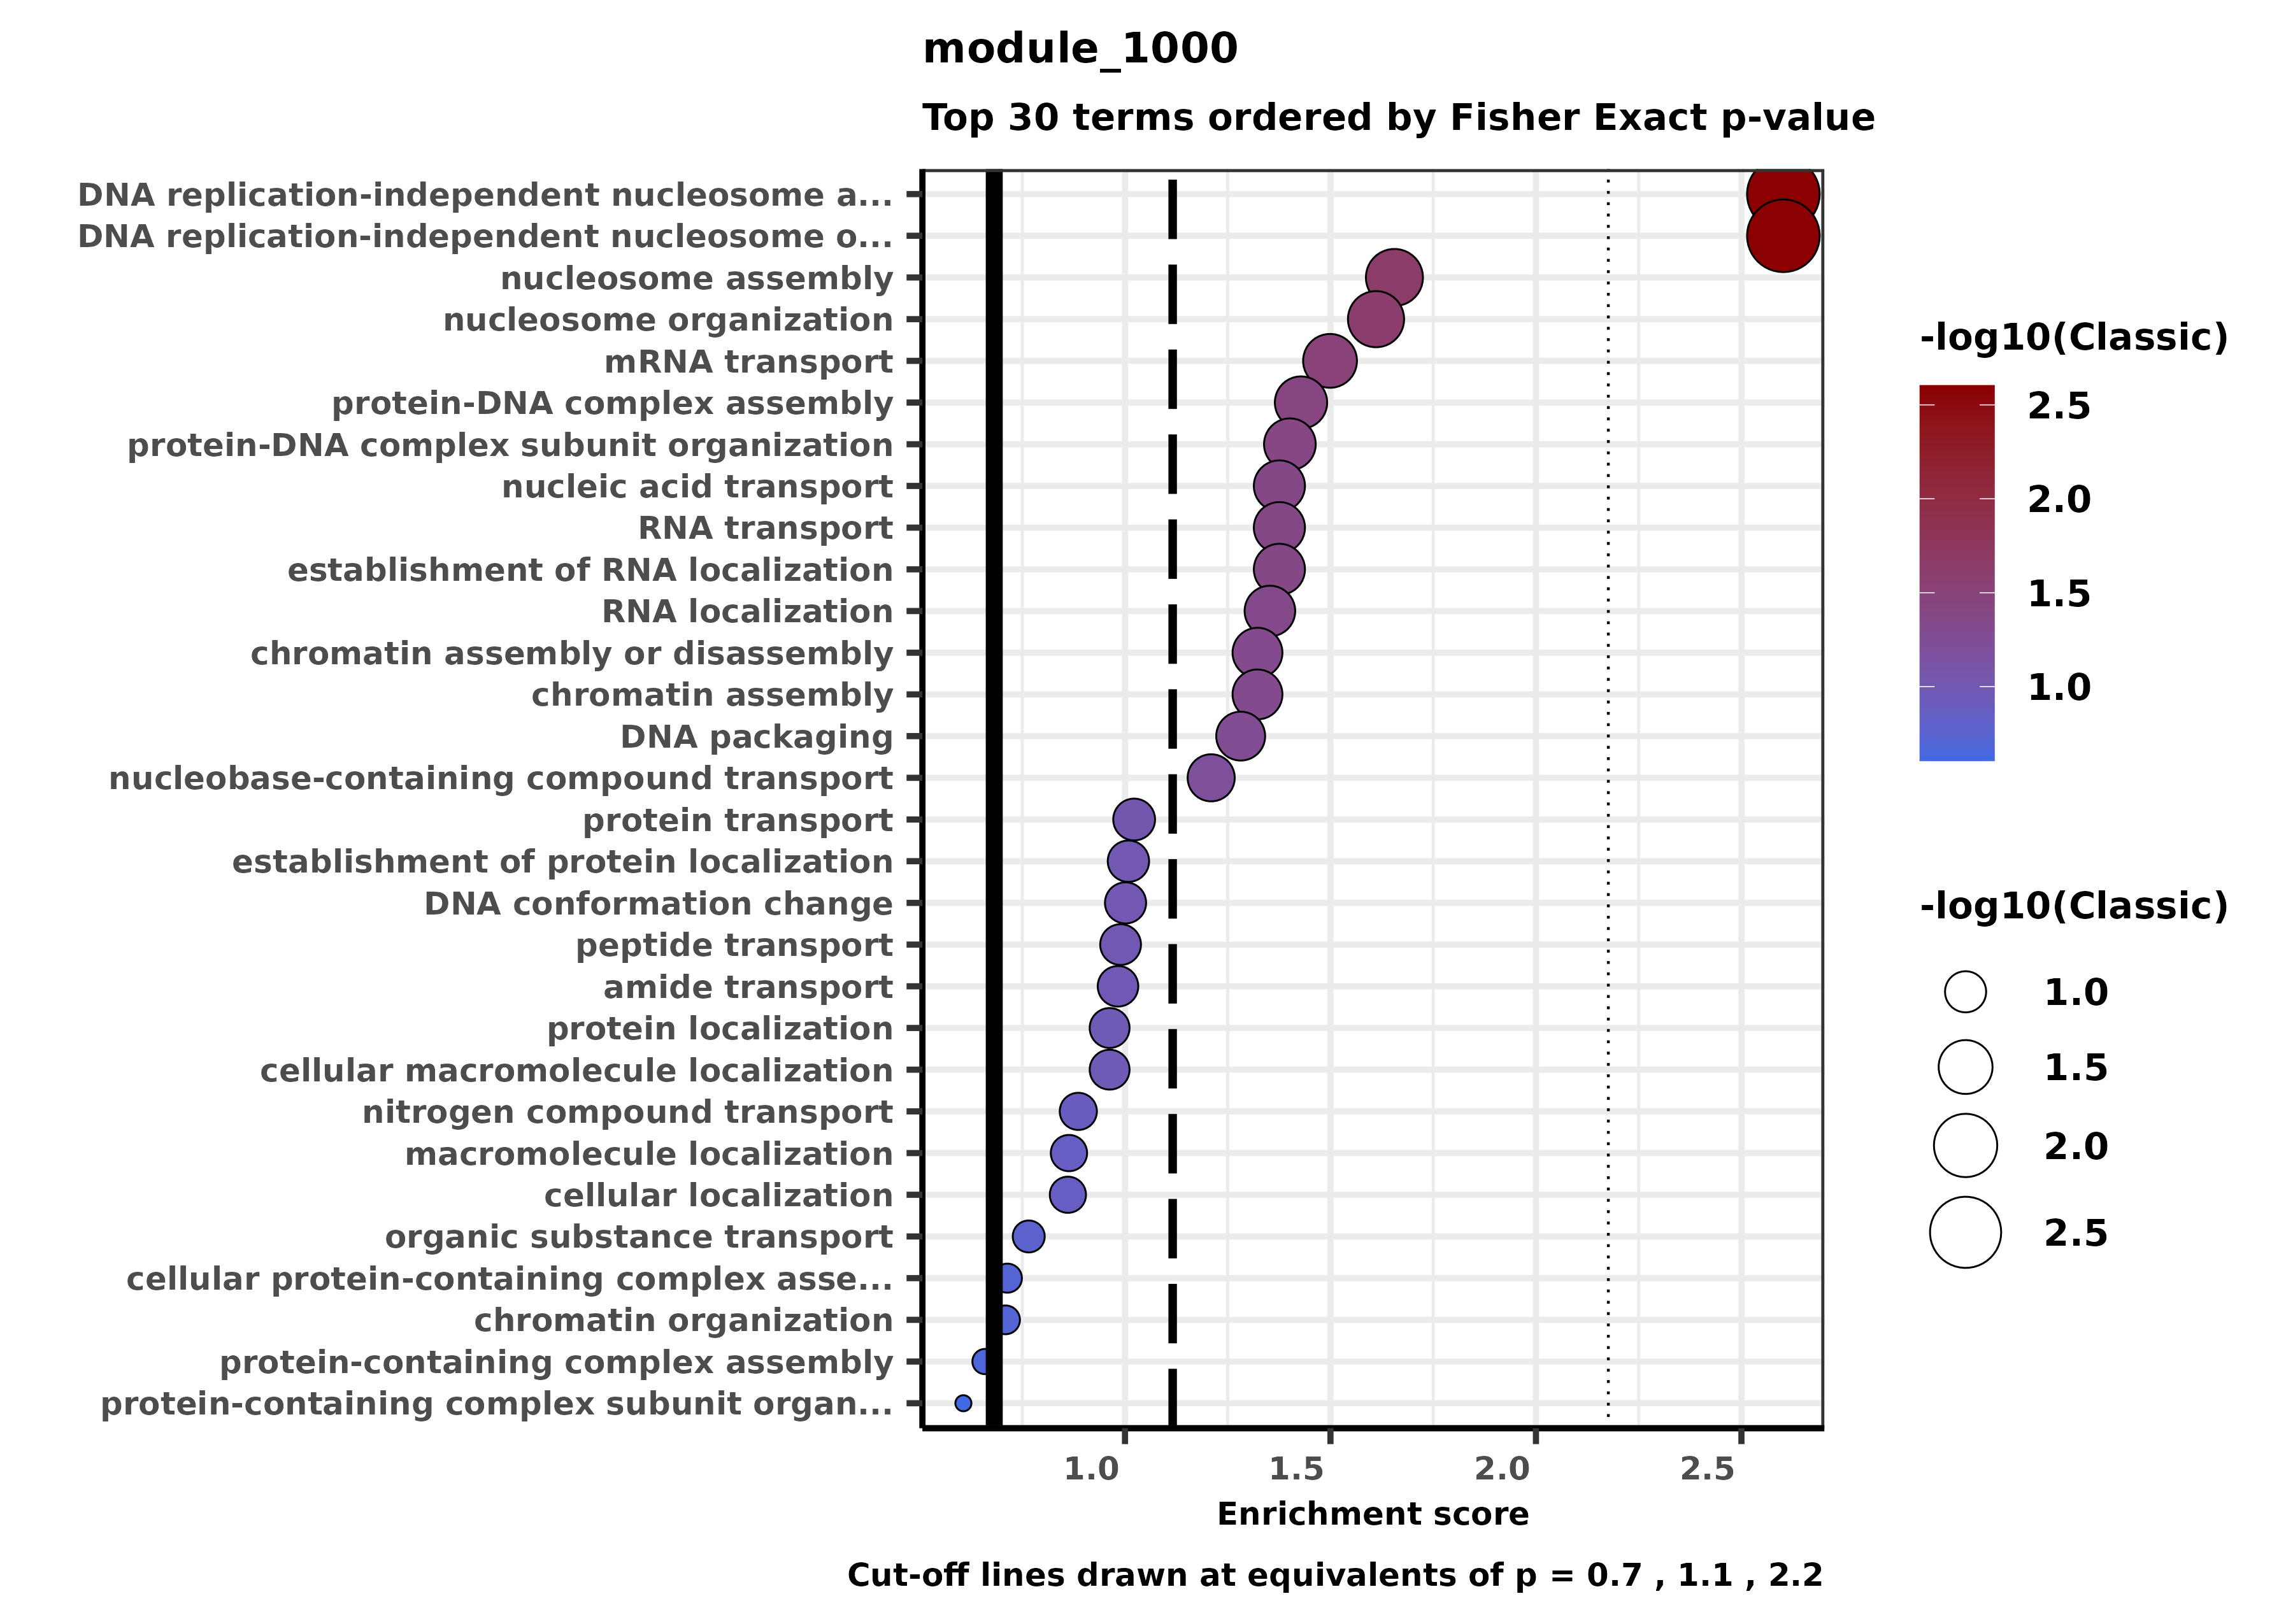 module_1000
Top 30 terms ordered by Fisher Exact p-value
DNA replication-independent nucleosome a...
DNA replication-independent nucleosome o...
nucleosome assembly
nucleosome organization
mRNA transport
protein-DNA complex assembly
protein-DNA complex subunit organization
nucleic acid transport
RNA transport
establishment of RNA localization
RNA localization
chromatin assembly or disassembly
chromatin assembly
DNA packaging
nucleobase-containing compound transport
protein transport
establishment of protein localization
DNA conformation change
peptide transport
amide transport
protein localization
cellular macromolecule localization
nitrogen compound transport
macromolecule localization
cellular localization
organic substance transport
cellular protein-containing complex asse...
chromatin organization
protein-containing complex assembly
protein-containing complex subunit organ...
1.0 1.5 2.0 2.5
Enrichment score
Cut-off lines drawn at equivalents of p = 0.7 , 1.1 , 2.2
-log10(Classic)
2.5
2.0
1.5
1.0
-log10(Classic)
1.0
1.5
2.0
2.5